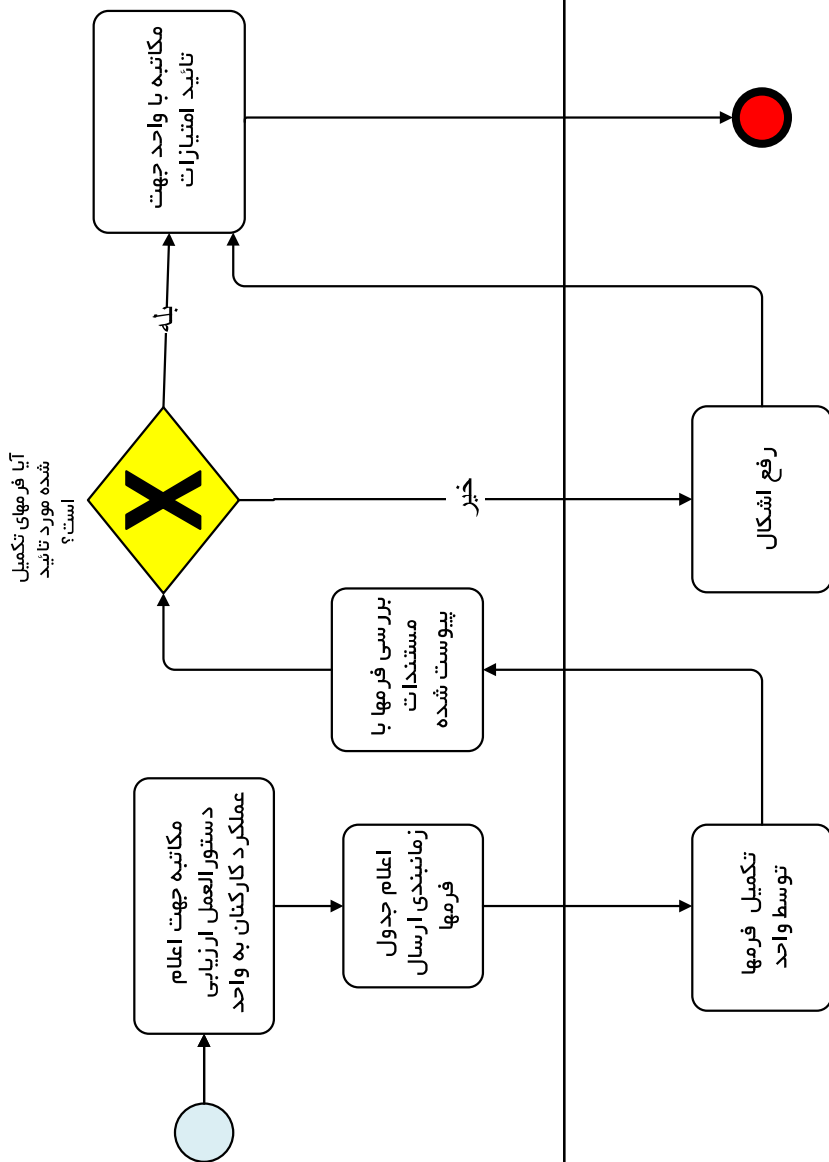 مکاتبه جهت اعلام
دستورالعمل ارزیابی
عملکرد کارکنان به واحد
اعلام جدول
زمانبندی ارسال
فرمها
تکمیل فرمها
توسط واحد
بررسی فرمها با
مستندات
پیوست شده
آیا فرمهای تکمیل
شده مورد تائید
است؟
خیر
رفع اشکال
بله
مکاتبه با واحد جهت
تائید امتیازات